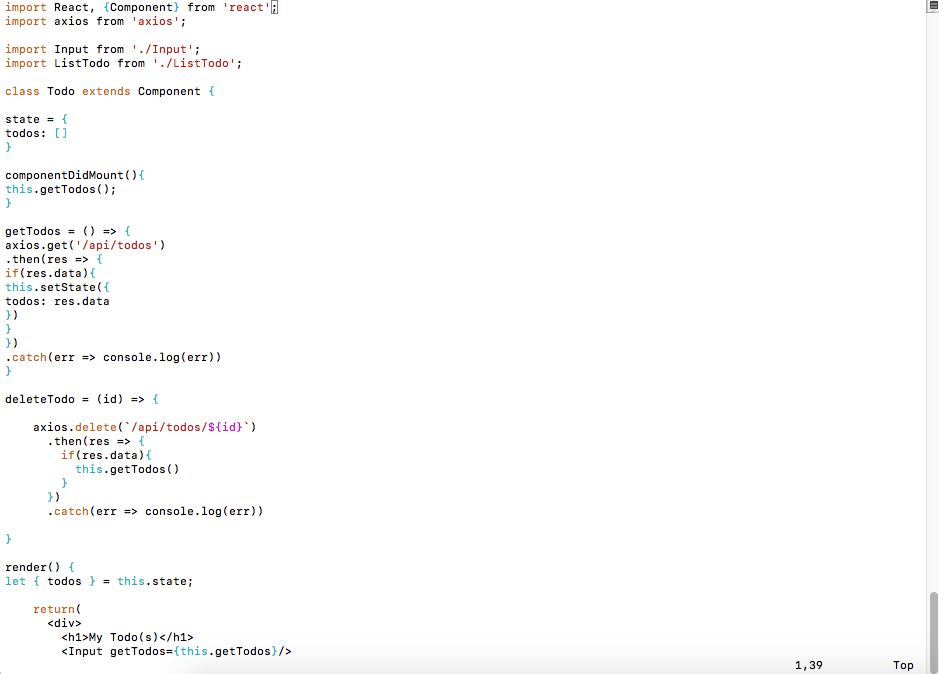 import React, {Component} from 'react';
import axios from 'axios';

import Input from './Input';
import ListTodo from './ListTodo';

class Todo extends Component {

state = {
todos: []
}

componentDidMount(){
this.getTodos();
}

getTodos = () => {
axios.get('/api/todos')
.then(res => {
if(res.data){
this.setState({
todos: res.data
})
}
})
.catch(err => console.log(err))
}

deleteTodo = (id) => {

    axios.delete(`/api/todos/${id}`)
      .then(res => {
        if(res.data){
          this.getTodos()
        }
      })
      .catch(err => console.log(err))

}

render() {
let { todos } = this.state;

    return(
      <div>
        <h1>My Todo(s)</h1>
        <Input getTodos={this.getTodos}/>
1,39 Top